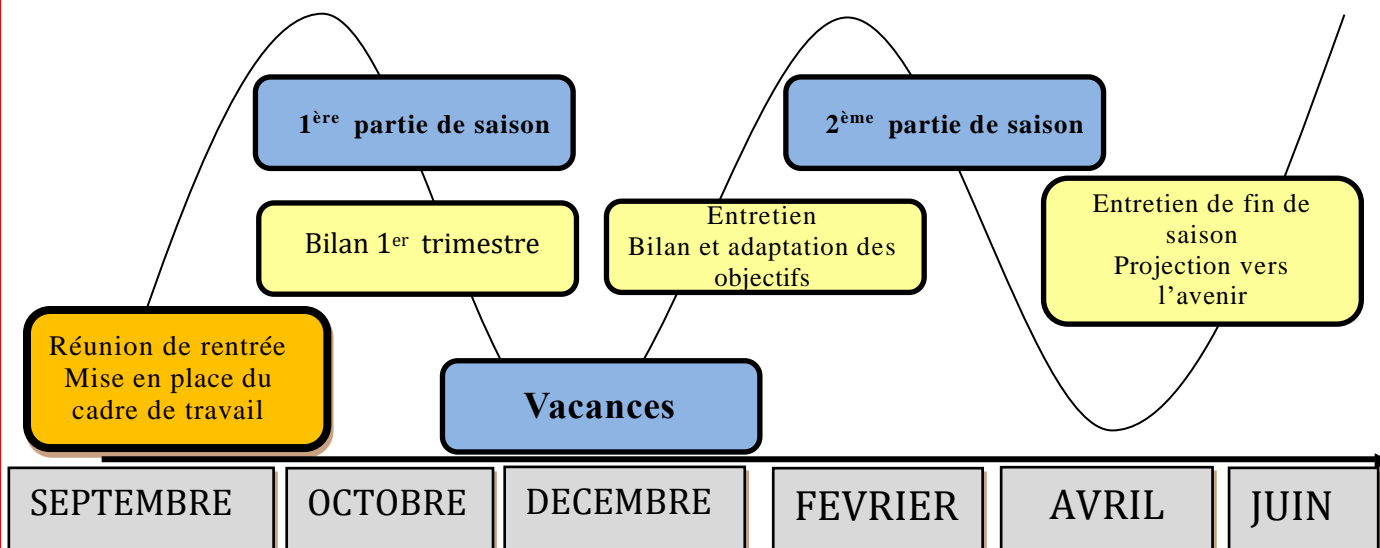 1ère partie de saison
2ème partie de saison
Bilan 1er trimestre
Entretien
Bilan et adaptation des
objectifs
Entretien de fin de
saison
Projection vers
l’avenir
Réunion de rentrée
Mise en place du
cadre de travail
Vacances
SEPTEMBRE
OCTOBRE
DECEMBRE
FEVRIER
AVRIL
JUIN